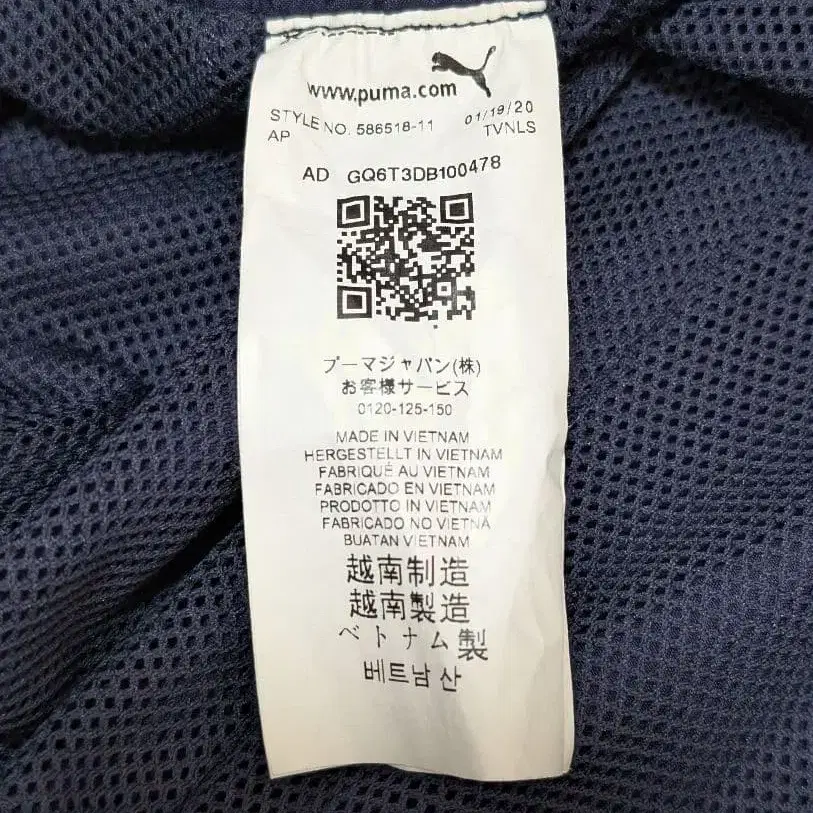 www.puma.com
STYLE NO. 586518-11 01/19/20
AP TVNLS
AD GQ6T3DB100478
プーマジャパン(株)
お客様サービス
0120-125-150
MADE IN VIETNAM
HERGESTELLT IN VIETNAM
FABRIQUÉ AU VIETNAM
FABRICADO EN VIETNAM
PRODOTTO IN VIETNAM
FABRICADO NO VIETNÃ
BUATAN VIETNAM
越南制造
越南製造
ベトナム製
베트남 산